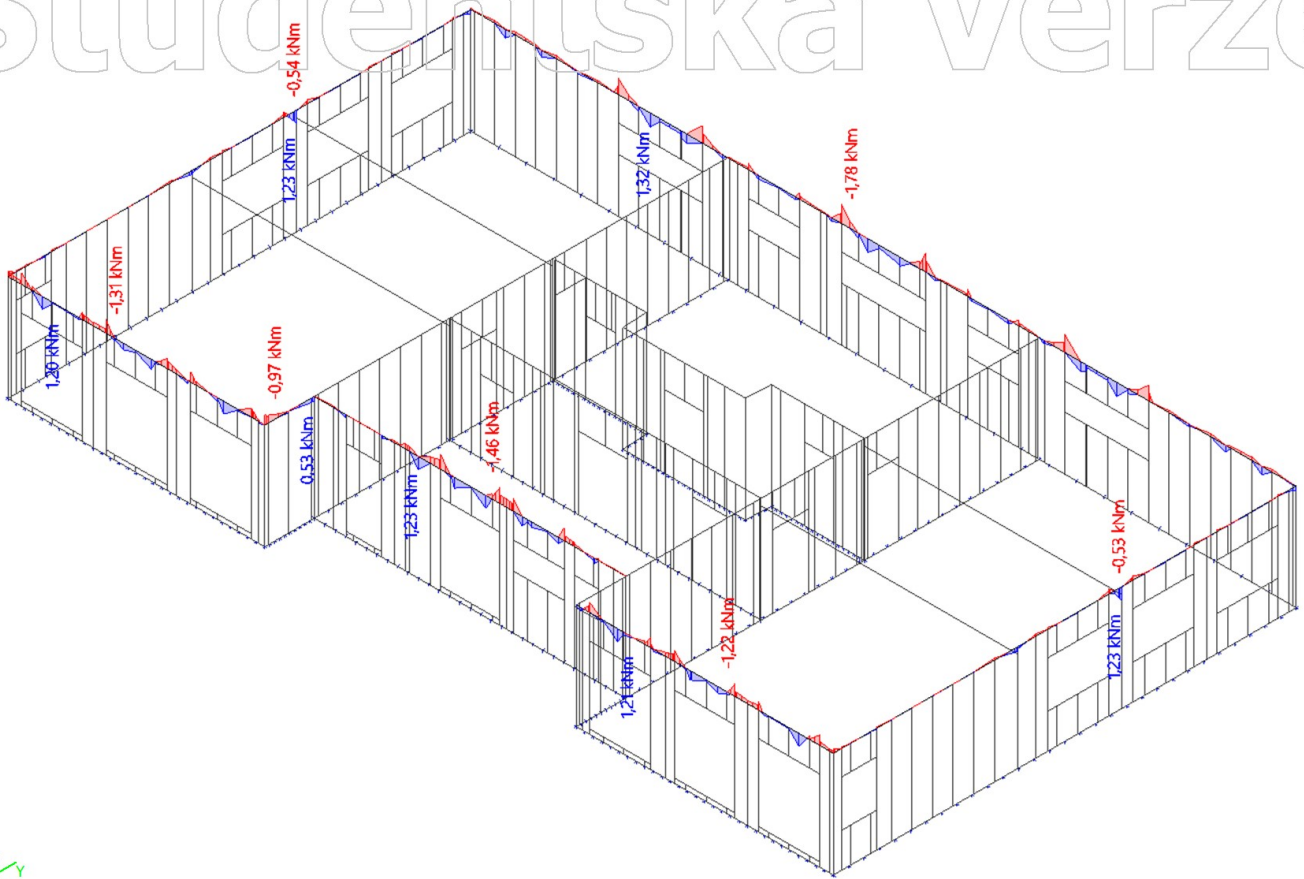 Studentská verze
-0,54 kNm
1,23 kNm
1,32 kNm
-1,78 kNm
-1,31 kNm
1,20 kNm
-0,97 kNm
0,53 kNm
-1,46 kNm
1,23 kNm
-0,53 kNm
1,23 kNm
-1,22 kNm
1,21 kNm
Y